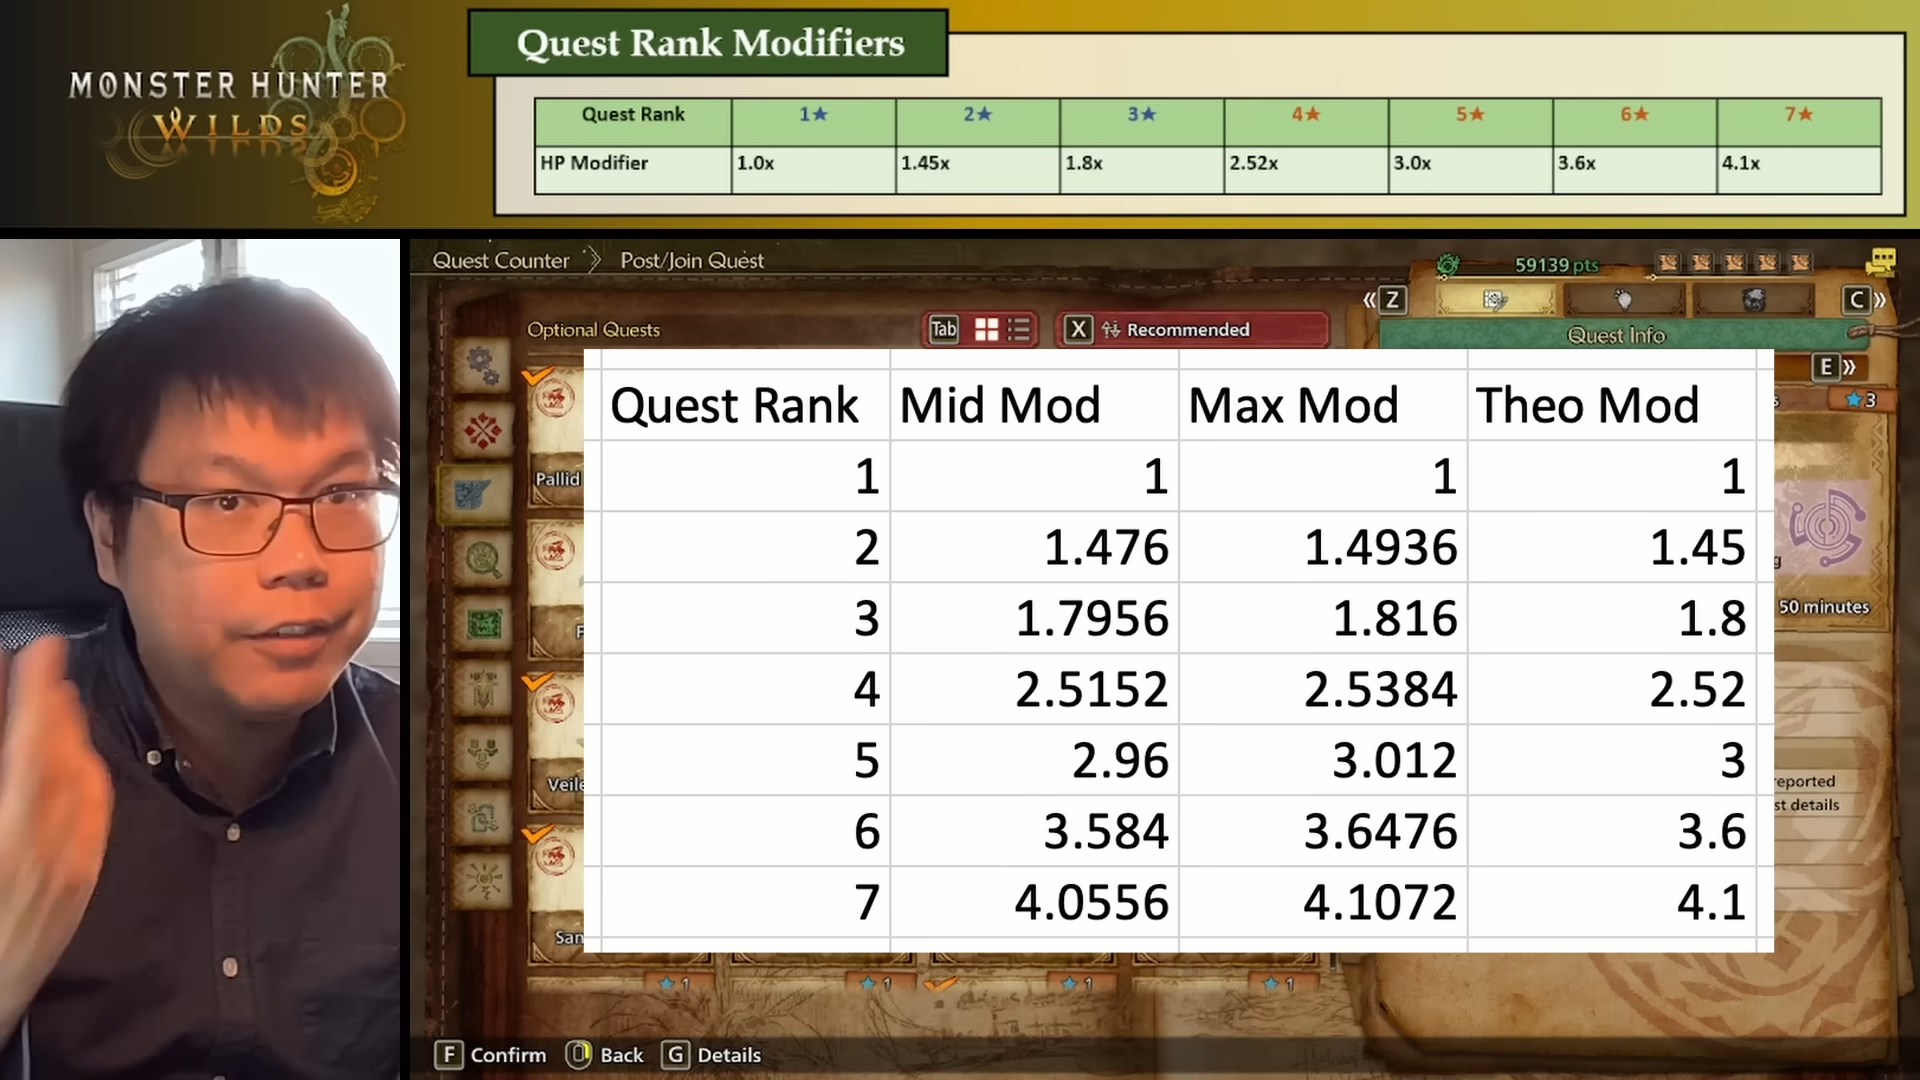 MONSTER HUNTER
WILDS
Quest Rank Modifiers
Quest Rank 1★ 2★ 3★ 4★ 5★ 6★ 7★
HP Modifier 1.0x 1.45x 1.8x 2.52x 3.0x 3.6x 4.1x
Quest Counter Post/Join Quest
59139 pts
Optional Quests
Tab
X Recommended
Z
C
Quest Info
E
★3
Pallid
Veile
San
50 minutes
eported
st details
Quest Rank Mid Mod Max Mod Theo Mod
1 1 1 1
2 1.476 1.4936 1.45
3 1.7956 1.816 1.8
4 2.5152 2.5384 2.52
5 2.96 3.012 3
6 3.584 3.6476 3.6
7 4.0556 4.1072 4.1
★1 ★1 ★1 ★1
F Confirm Back G Details